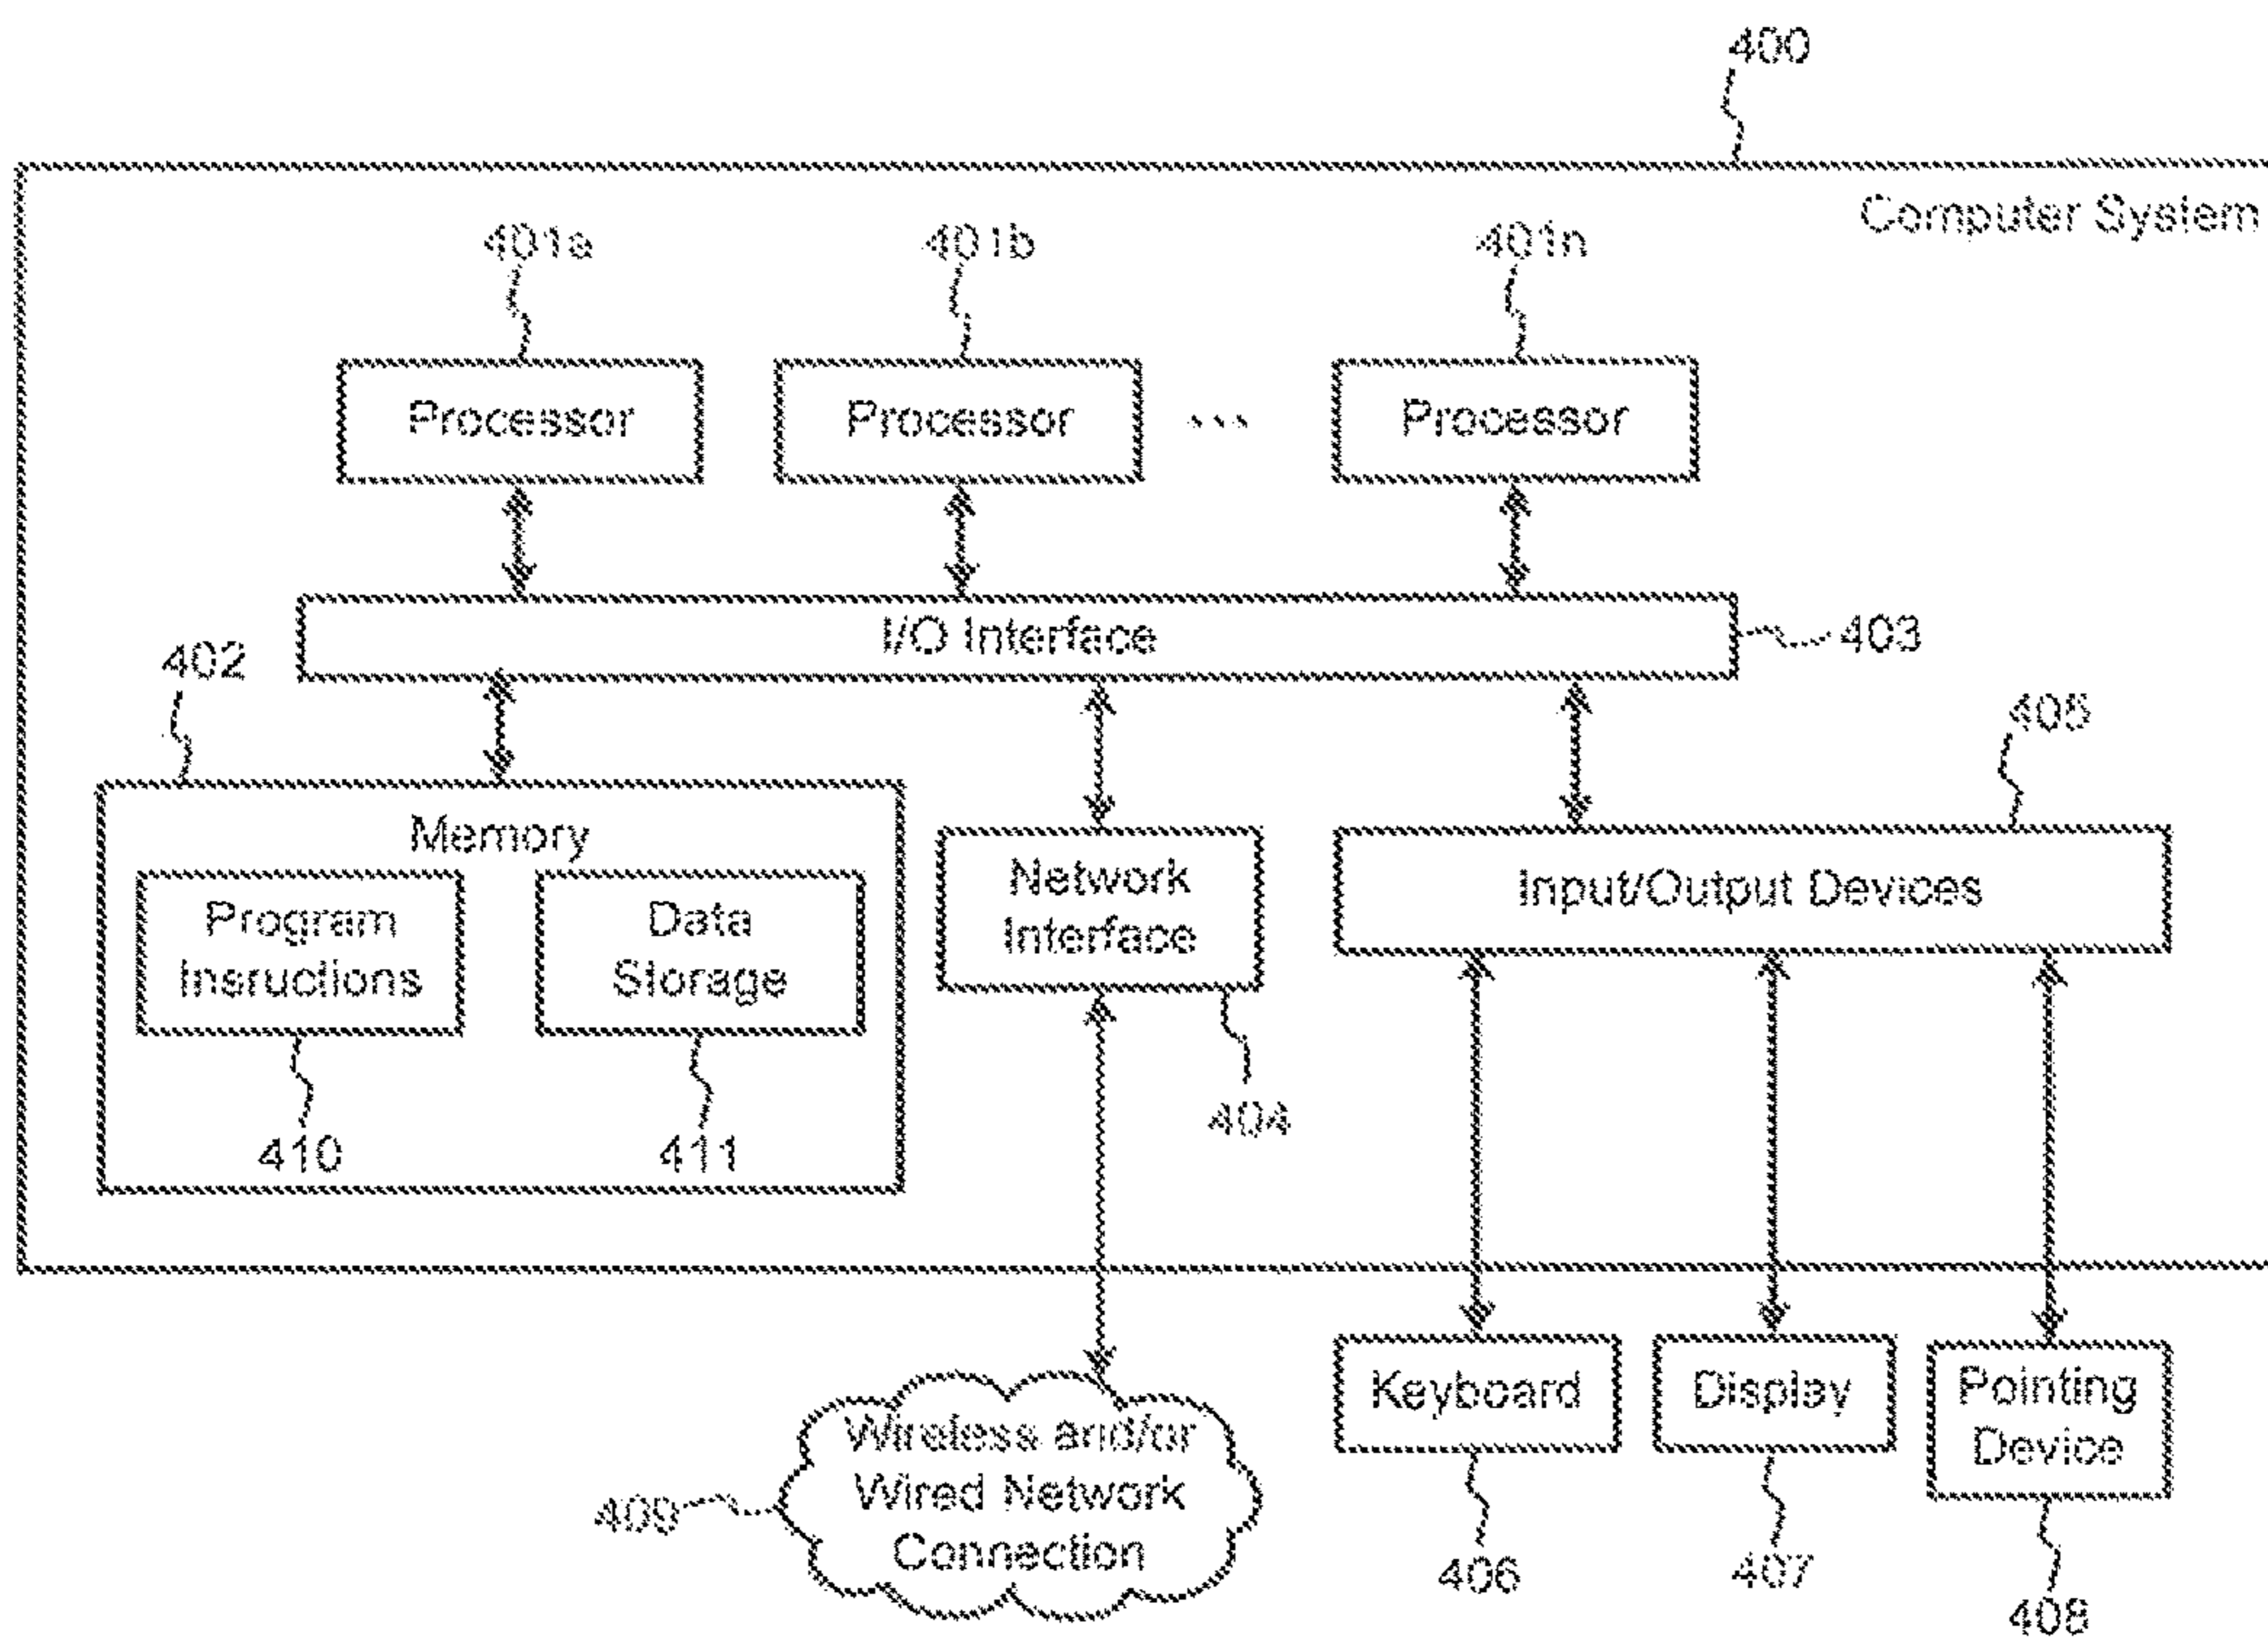 400
Computer System
401a
401b
401n
Processor
Processor
...
Processor
I/O Interface
403
402
405
Memory
Program
Insructions
Data
Storage
Network
Interface
Input/Output Devices
404
410
411
Keyboard
Display
Pointing
Device
Wireless and/or
Wired Network
Connection
409
406
407
408